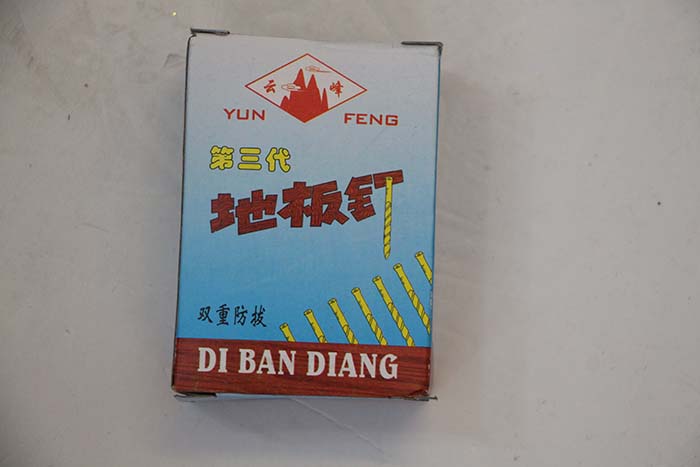 云 峰
YUN FENG
第三代
地板钉
双重防拔
DI BAN DIANG